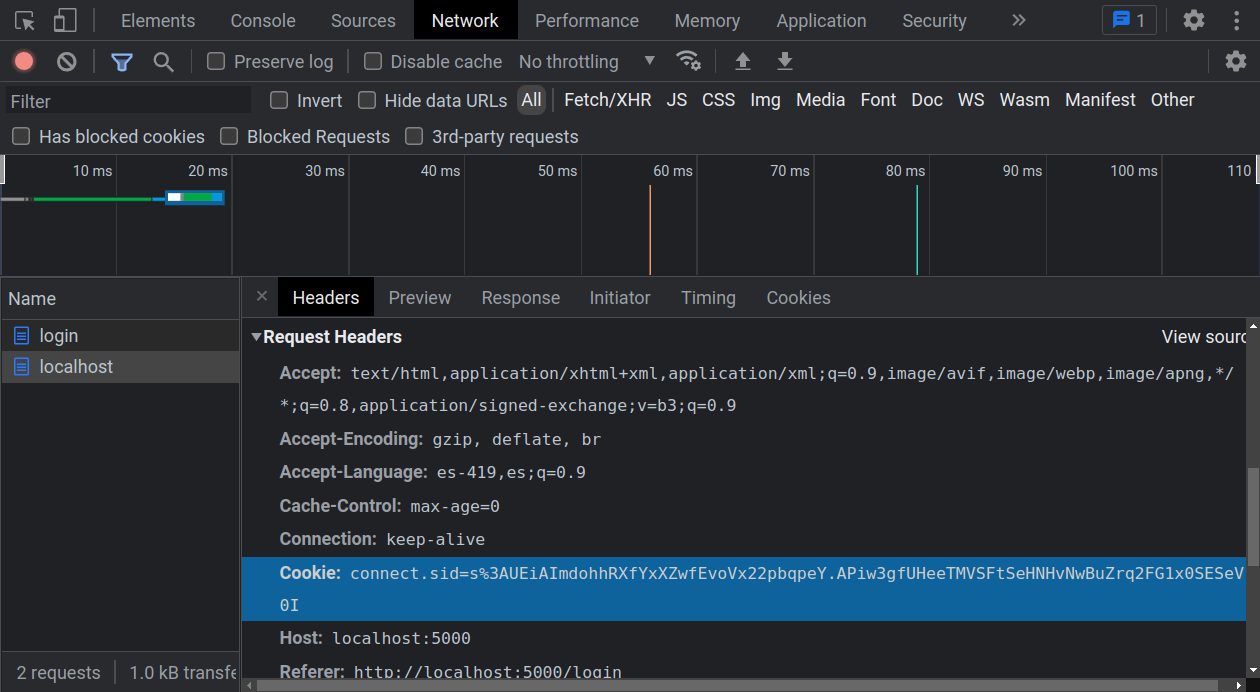 Elements Console Sources Network Performance Memory Application Security » 1
Preserve log Disable cache No throttling
Filter Invert Hide data URLs All Fetch/XHR JS CSS Img Media Font Doc WS Wasm Manifest Other
Has blocked cookies Blocked Requests 3rd-party requests
10 ms 20 ms 30 ms 40 ms 50 ms 60 ms 70 ms 80 ms 90 ms 100 ms 110
Name
login
localhost
2 requests 1.0 kB transfe
× Headers Preview Response Initiator Timing Cookies
Request Headers View sourc
Accept: text/html,application/xhtml+xml,application/xml;q=0.9,image/avif,image/webp,image/apng,*/
*;q=0.8,application/signed-exchange;v=b3;q=0.9
Accept-Encoding: gzip, deflate, br
Accept-Language: es-419,es;q=0.9
Cache-Control: max-age=0
Connection: keep-alive
Cookie: connect.sid=s%3AUEiAImdohhRXfYxXZwfEvoVx22pbqpeY.APiw3gfUHeeTMVSFtSeHNHvNwBuZrq2FG1x0SESeV
0I
Host: localhost:5000
Referer: http://localhost:5000/login